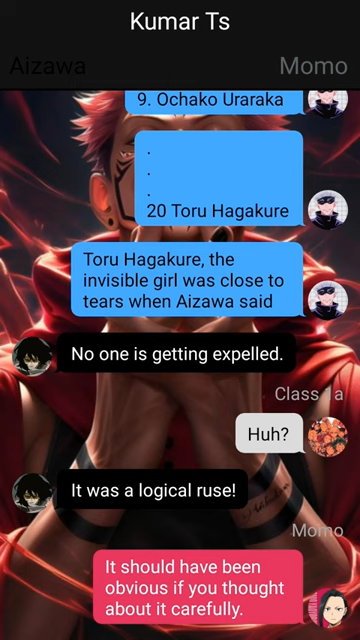 Kumar Ts
Aizawa
Momo
9. Ochako Uraraka
.
.
.
20 Toru Hagakure
Toru Hagakure, the
invisible girl was close to
tears when Aizawa said
No one is getting expelled.
Class 1a
Huh?
It was a logical ruse!
Momo
It should have been
obvious if you thought
about it carefully.